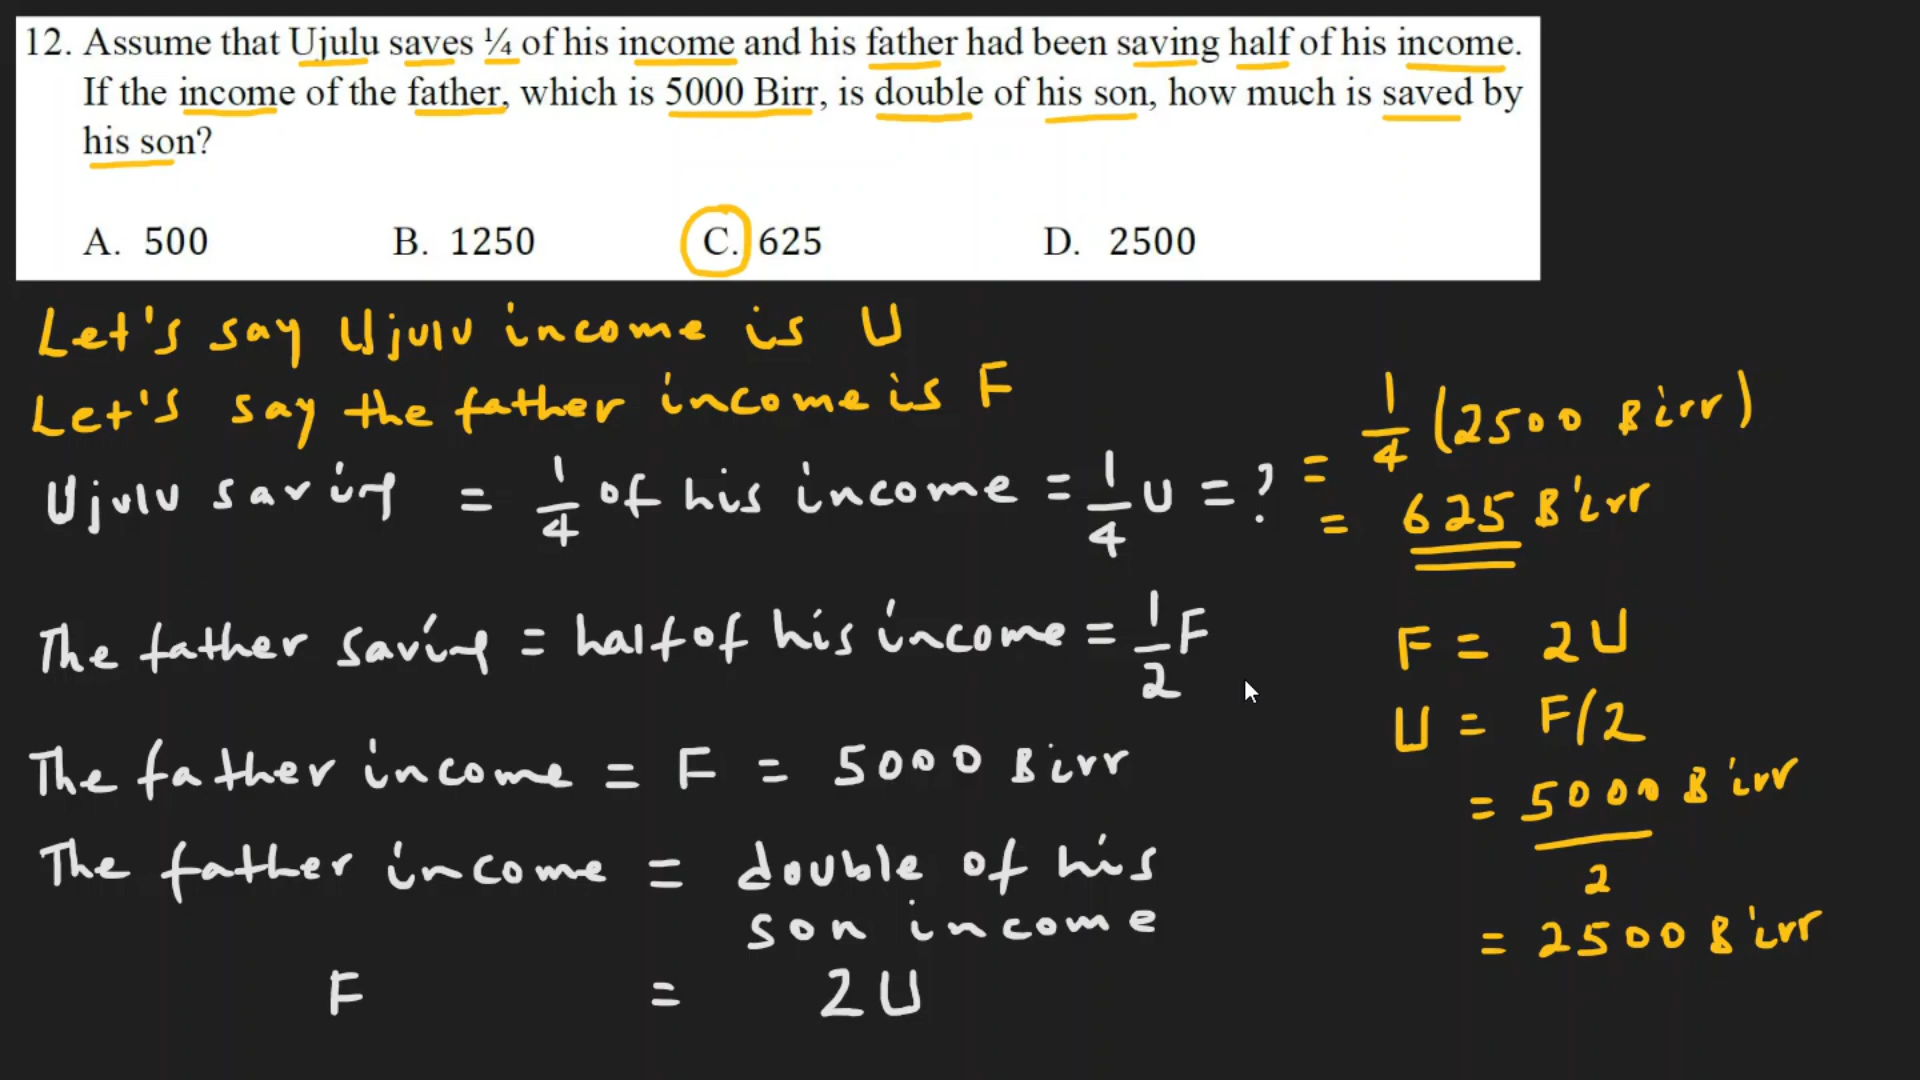 12. Assume that Ujulu saves ¼ of his income and his father had been saving half of his income.
If the income of the father, which is 5000 Birr, is double of his son, how much is saved by
his son?
A. 500 B. 1250 C. 625 D. 2500
Let's say Ujulu income is U
Let's say the father income is F
Ujulu saving = 1/4 of his income = 1/4 U = ?
= 1/4 (2500 Birr)
= 625 Birr
The father saving = half of his income = 1/2 F
The father income = F = 5000 Birr
The father income = double of his
son income
F = 2U
F = 2U
U = F/2
= 5000 Birr
2
= 2500 Birr